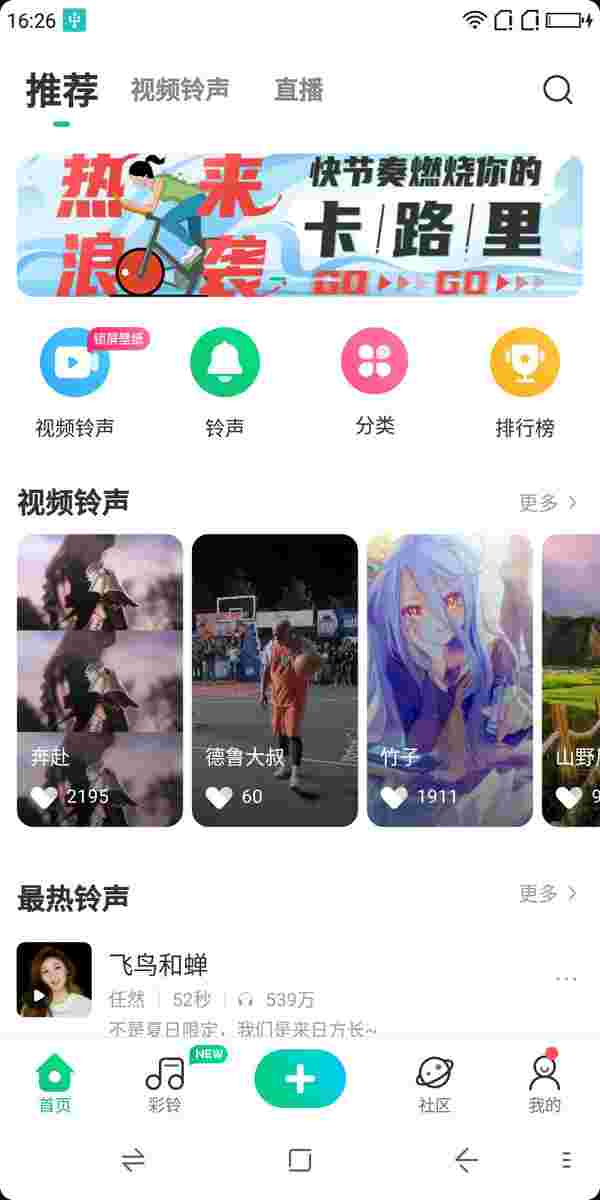 16:26
推荐
视频铃声
直播
热来
浪袭
快节奏燃烧你的
卡路里
GO GO
锁屏壁纸
视频铃声
铃声
分类
排行榜
视频铃声
更多
奔赴
2195
德鲁大叔
60
竹子
1911
山野
9
最热铃声
更多
飞鸟和蝉
任然
52秒
539万
不是夏日限定，我们是来日方长~
首页
NEW
彩铃
社区
我的